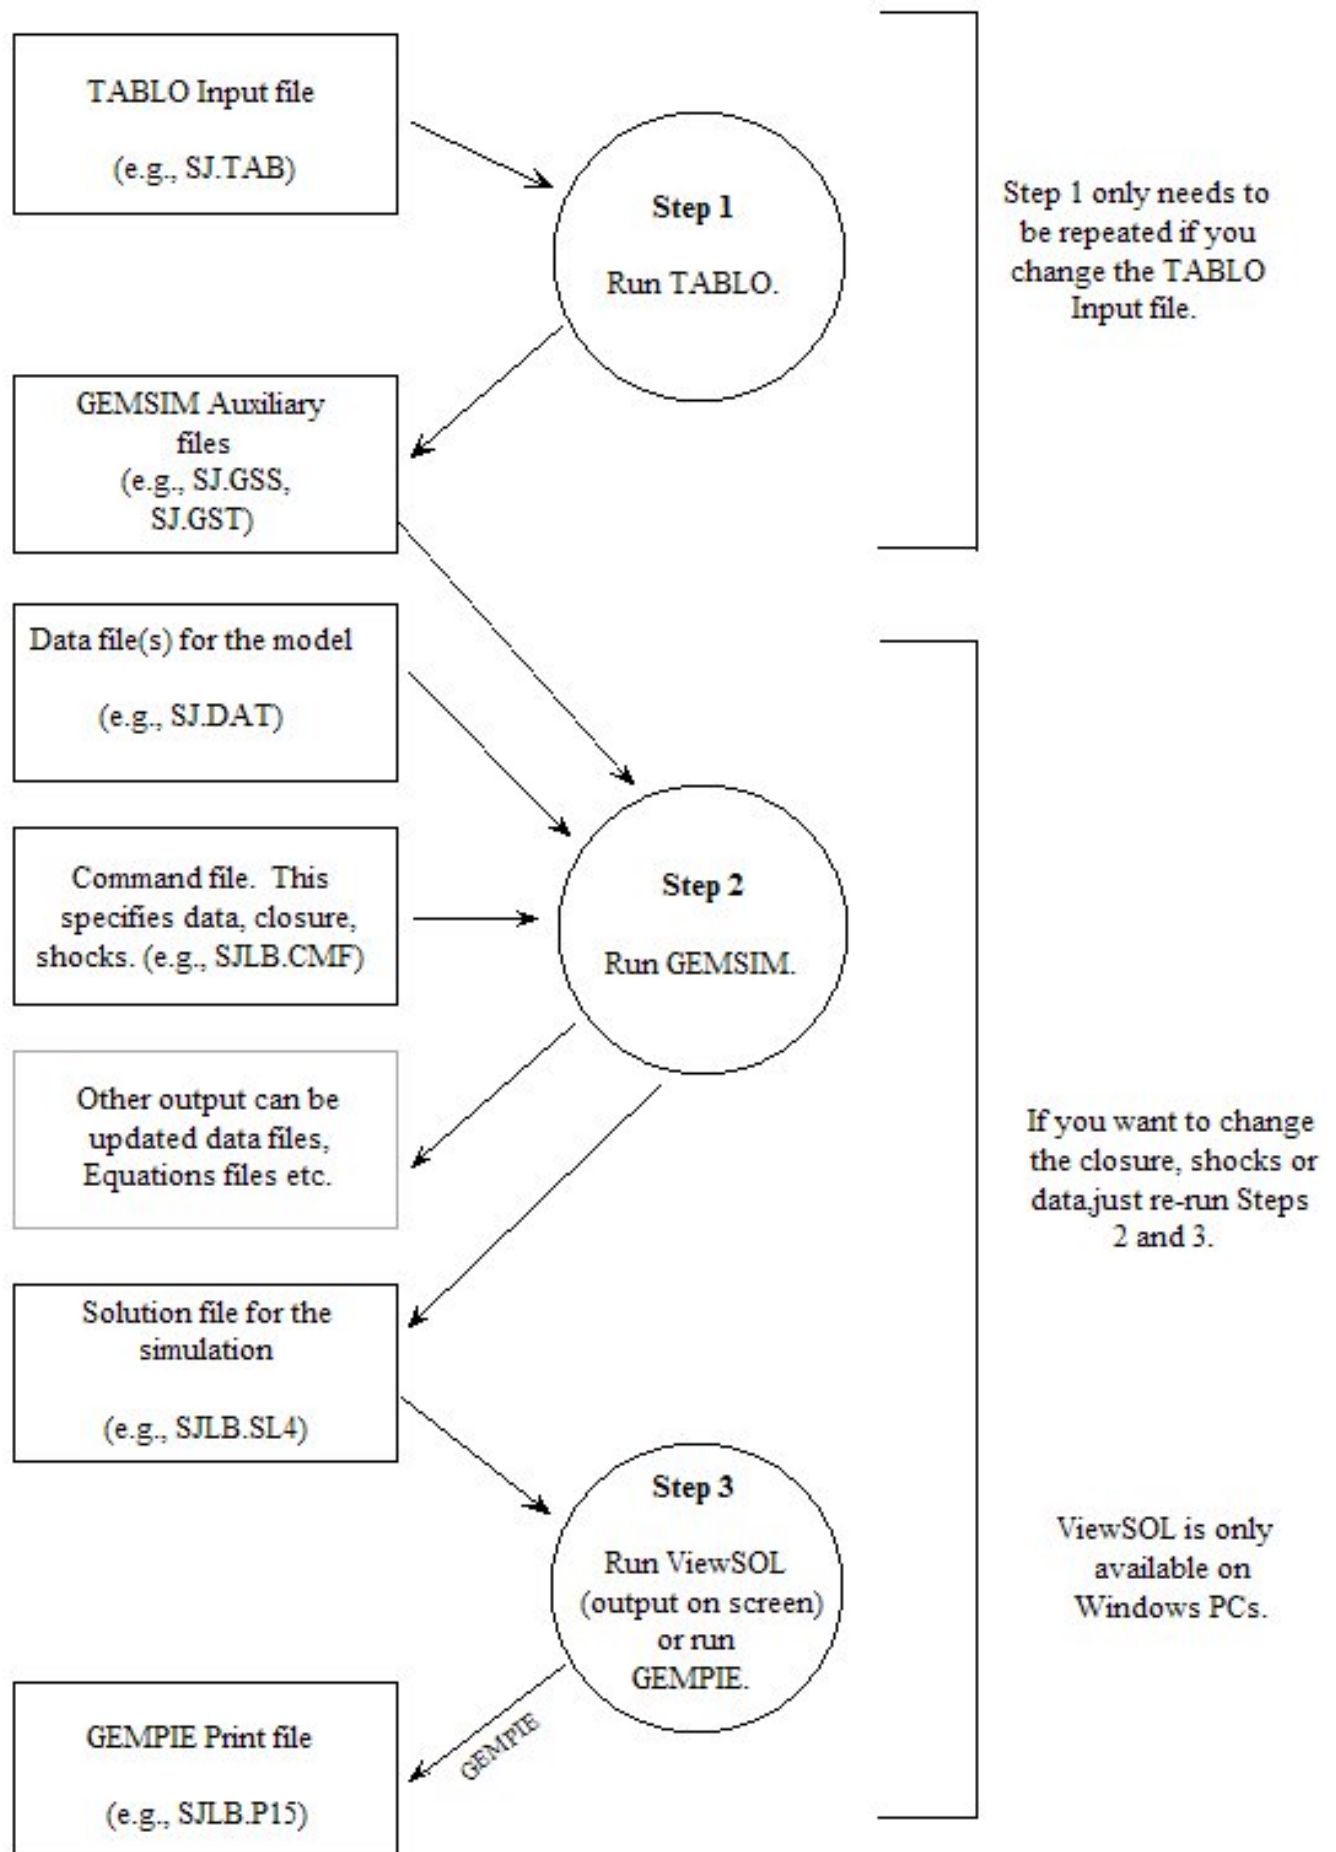 TABLO Input file
(e.g., SJ.TAB)
Step 1
Run TABLO.
Step 1 only needs to
be repeated if you
change the TABLO
Input file.
GEMSIM Auxiliary
files
(e.g., SJ.GSS,
SJ.GST)
Data file(s) for the model
(e.g., SJ.DAT)
Command file. This
specifies data, closure,
shocks. (e.g., SJLB.CMF)
Step 2
Run GEMSIM.
Other output can be
updated data files,
Equations files etc.
If you want to change
the closure, shocks or
data,just re-run Steps
2 and 3.
Solution file for the
simulation
(e.g., SJLB.SL4)
Step 3
Run ViewSOL
(output on screen)
or run
GEMPIE.
ViewSOL is only
available on
Windows PCs.
GEMPIE
GEMPIE Print file
(e.g., SJLB.P15)